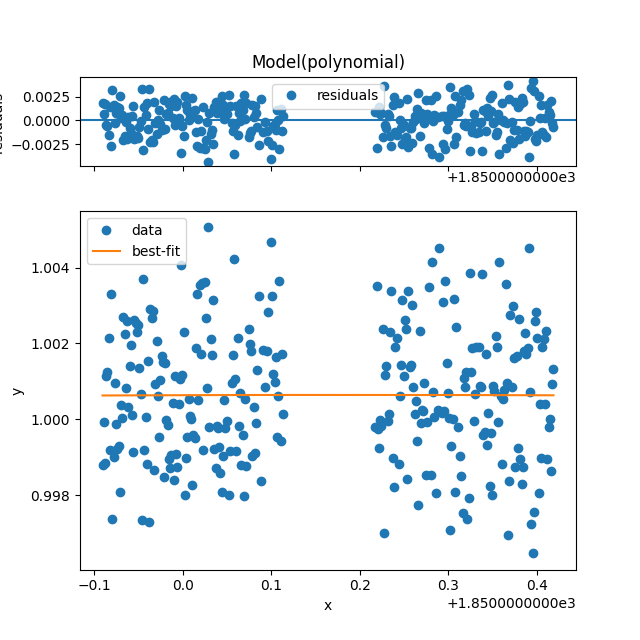 Model(polynomial)
residuals
0.0025
0.0000
−0.0025
residuals
+1.8500000000e3
data
best-fit
1.004
1.002
1.000
0.998
y
−0.1
0.0
0.1
0.2
0.3
0.4
x
+1.8500000000e3